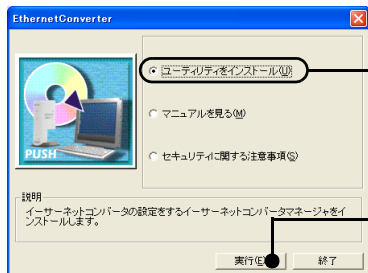 EthernetConverter
ユーティリティをインストール(U)
マニュアルを見る(M)
セキュリティに関する注意事項(S)
PUSH
説明
イーサーネットコンバータの設定をするイーサーネットコンバータマネージャをイ
ンストールします。
実行(E)
終了